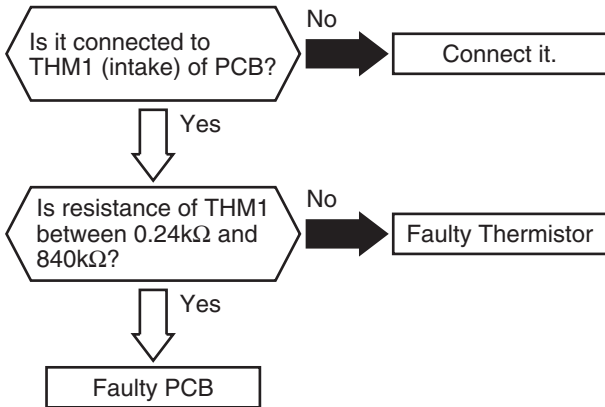 Is it connected to
THM1 (intake) of PCB?
No
Connect it.
Yes
Is resistance of THM1
between 0.24kΩ and
840kΩ?
No
Faulty Thermistor
Yes
Faulty PCB